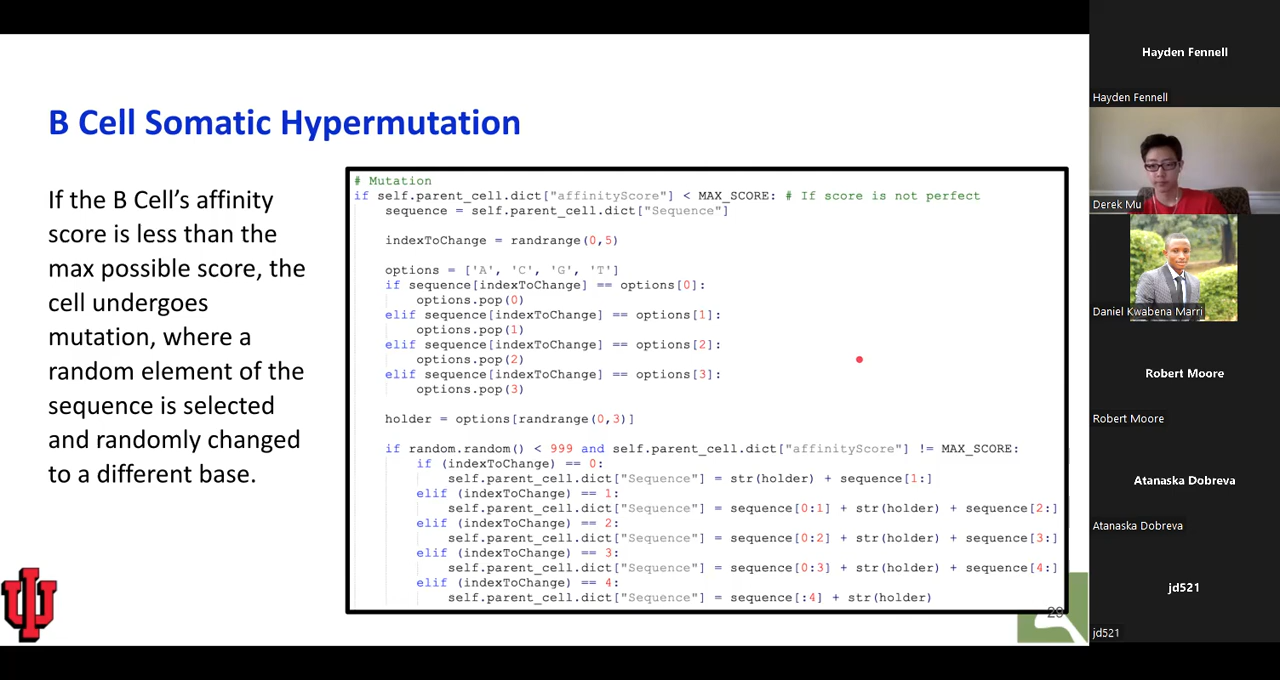 B Cell Somatic Hypermutation
If the B Cell’s affinity
score is less than the
max possible score, the
cell undergoes
mutation, where a
random element of the
sequence is selected
and randomly changed
to a different base.
# Mutation
if self.parent_cell.dict["affinityScore"] < MAX_SCORE: # If score is not perfect
    sequence = self.parent_cell.dict["Sequence"]
    indexToChange = randrange(0,5)
    options = ['A', 'C', 'G', 'T']
    if sequence[indexToChange] == options[0]:
        options.pop(0)
    elif sequence[indexToChange] == options[1]:
        options.pop(1)
    elif sequence[indexToChange] == options[2]:
        options.pop(2)
    elif sequence[indexToChange] == options[3]:
        options.pop(3)
    holder = options[randrange(0,3)]
    if random.random() < 999 and self.parent_cell.dict["affinityScore"] != MAX_SCORE:
        if (indexToChange) == 0:
            self.parent_cell.dict["Sequence"] = str(holder) + sequence[1:]
        elif (indexToChange) == 1:
            self.parent_cell.dict["Sequence"] = sequence[0:1] + str(holder) + sequence[2:]
        elif (indexToChange) == 2:
            self.parent_cell.dict["Sequence"] = sequence[0:2] + str(holder) + sequence[3:]
        elif (indexToChange) == 3:
            self.parent_cell.dict["Sequence"] = sequence[0:3] + str(holder) + sequence[4:]
        elif (indexToChange) == 4:
            self.parent_cell.dict["Sequence"] = sequence[:4] + str(holder)
20
Hayden Fennell
Hayden Fennell
Derek Mu
Daniel Kwabena Marri
Robert Moore
Robert Moore
Atanaska Dobreva
Atanaska Dobreva
jd521
jd521